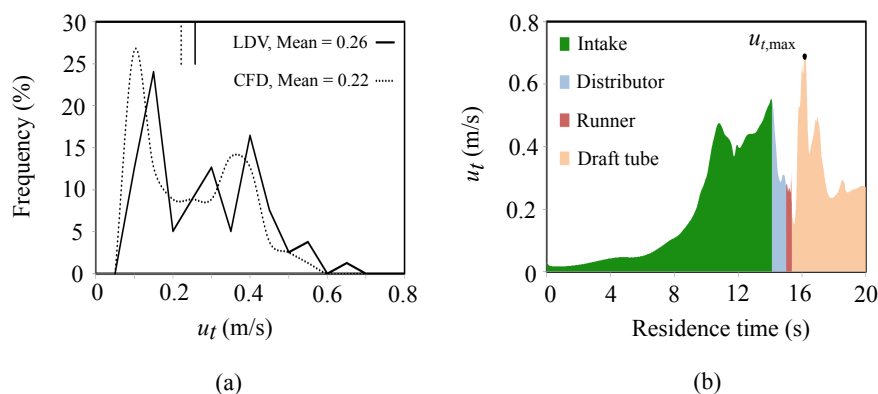 30
25
20
15
10
5
0
Frequency (%)
LDV, Mean = 0.26
CFD, Mean = 0.22
0
0.2
0.4
0.6
0.8
u_t (m/s)
(a)
0.8
0.6
0.4
0.2
0
u_t (m/s)
u_t,max
Intake
Distributor
Runner
Draft tube
0
4
8
12
16
20
Residence time (s)
(b)